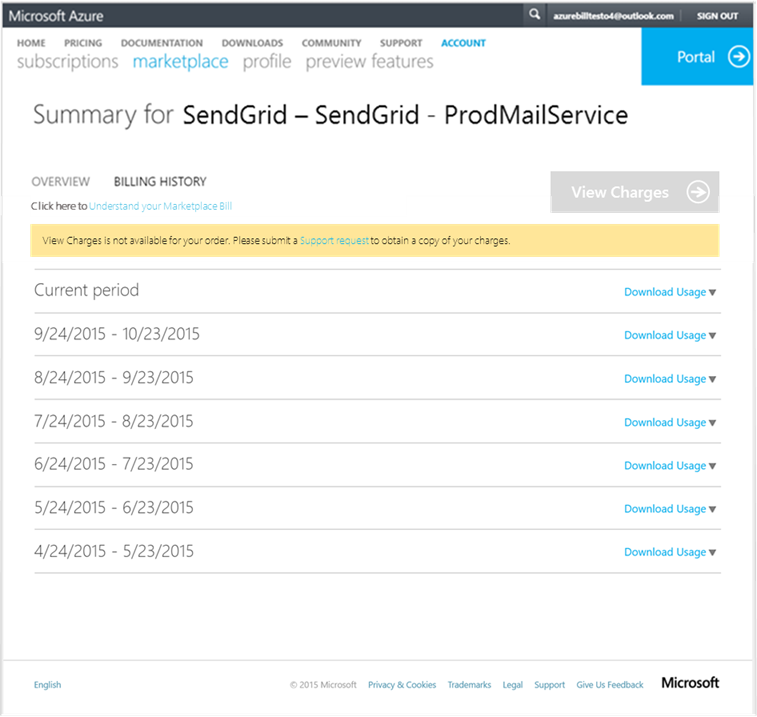 Microsoft Azure
azurebilltesto4@outlook.com
SIGN OUT
HOME PRICING DOCUMENTATION DOWNLOADS COMMUNITY SUPPORT ACCOUNT
subscriptions marketplace profile preview features
Portal
Summary for SendGrid – SendGrid - ProdMailService
OVERVIEW BILLING HISTORY
View Charges
Click here to Understand your Marketplace Bill
View Charges is not available for your order. Please submit a Support request to obtain a copy of your charges.
Current period Download Usage
9/24/2015 - 10/23/2015 Download Usage
8/24/2015 - 9/23/2015 Download Usage
7/24/2015 - 8/23/2015 Download Usage
6/24/2015 - 7/23/2015 Download Usage
5/24/2015 - 6/23/2015 Download Usage
4/24/2015 - 5/23/2015 Download Usage
English © 2015 Microsoft Privacy & Cookies Trademarks Legal Support Give Us Feedback Microsoft